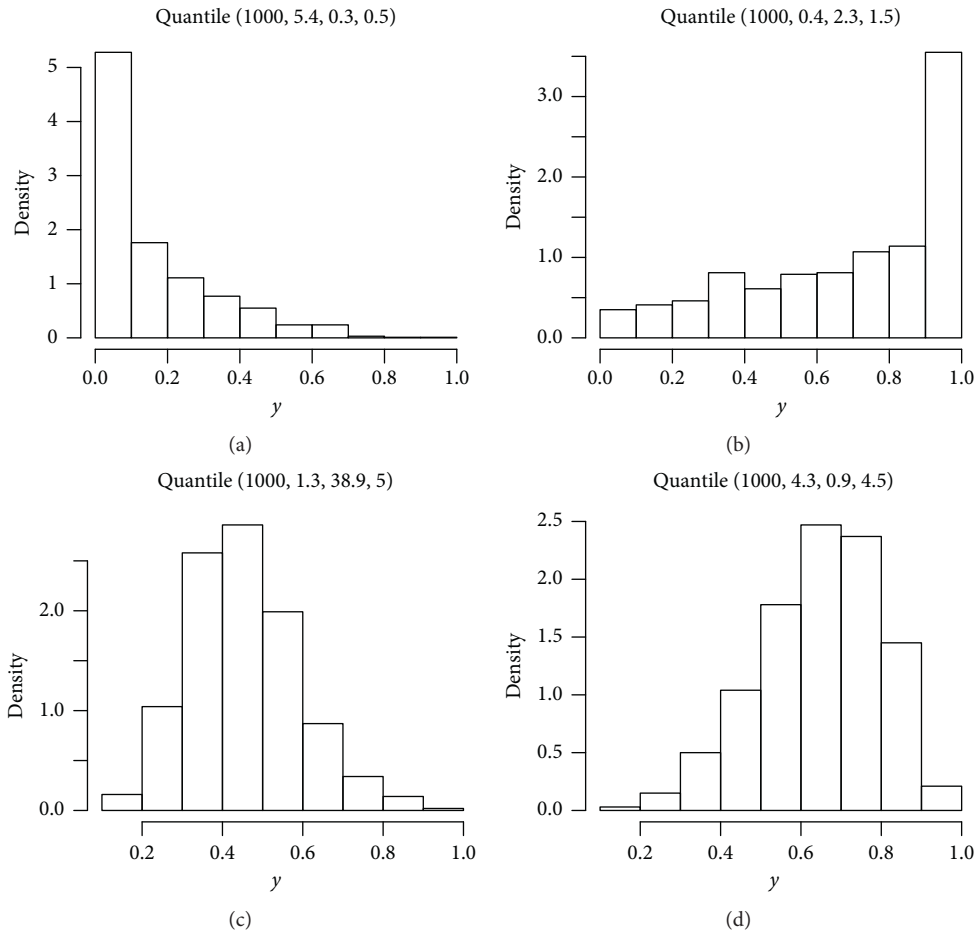 Quantile (1000, 5.4, 0.3, 0.5)
5
4
3
2
1
0
Density
0.0 0.2 0.4 0.6 0.8 1.0
y
(a)
Quantile (1000, 0.4, 2.3, 1.5)
3.0
2.0
1.0
0.0
Density
0.0 0.2 0.4 0.6 0.8 1.0
y
(b)
Quantile (1000, 1.3, 38.9, 5)
2.0
1.0
0.0
Density
0.2 0.4 0.6 0.8 1.0
y
(c)
Quantile (1000, 4.3, 0.9, 4.5)
2.5
2.0
1.5
1.0
0.5
0.0
Density
0.2 0.4 0.6 0.8 1.0
y
(d)